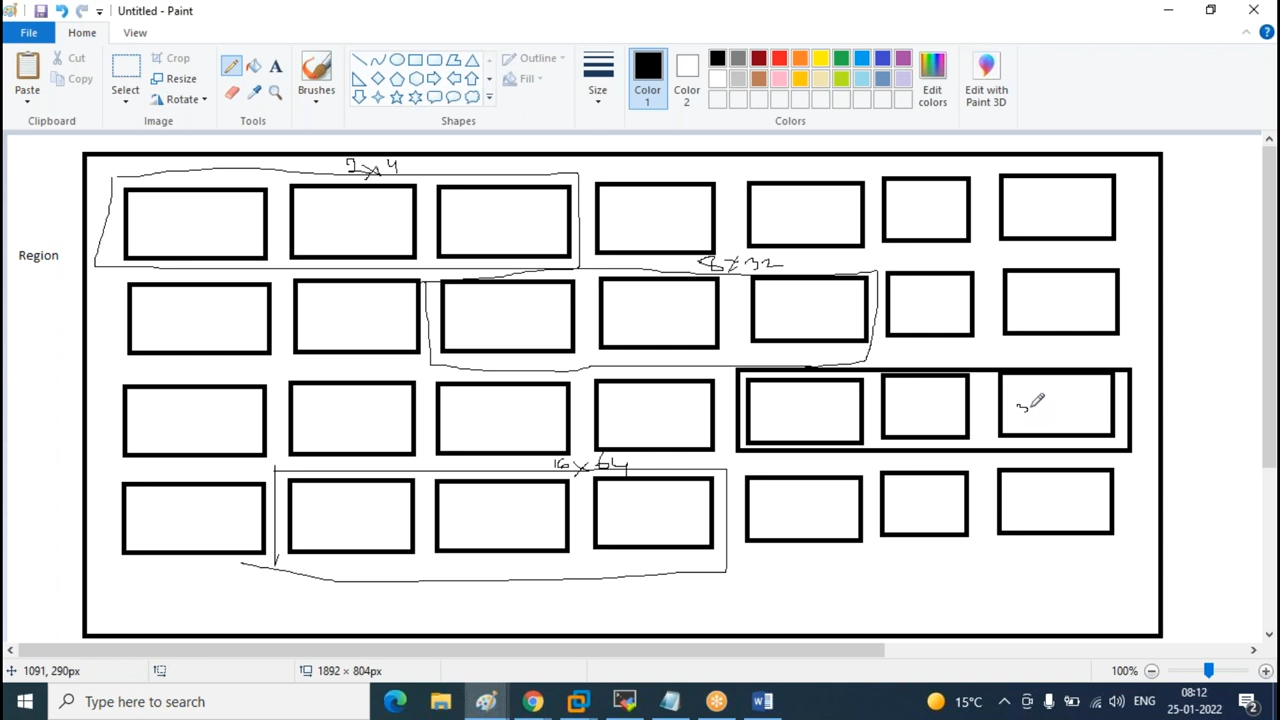 Untitled - Paint
File Home View
Paste
Cut
Copy
Clipboard
Select
Crop
Resize
Rotate
Image
Tools
Brushes
Shapes
Outline
Fill
Size
Color 1
Color 2
Edit colors
Colors
Edit with Paint 3D
2x4
Region
8x32
3
16x64
1091, 290px
1892 × 804px
100%
Type here to search
15°C
ENG
08:12
25-01-2022
2